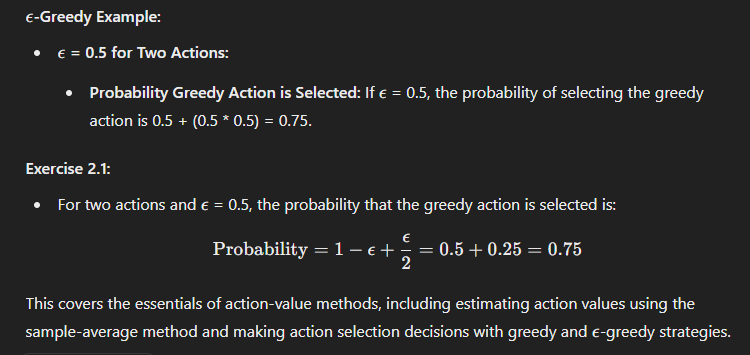 ϵ-Greedy Example:
• ϵ = 0.5 for Two Actions:
• Probability Greedy Action is Selected: If ϵ = 0.5, the probability of selecting the greedy
action is 0.5 + (0.5 * 0.5) = 0.75.
Exercise 2.1:
• For two actions and ϵ = 0.5, the probability that the greedy action is selected is:
Probability = 1 − ϵ + ϵ/2 = 0.5 + 0.25 = 0.75
This covers the essentials of action-value methods, including estimating action values using the
sample-average method and making action selection decisions with greedy and ϵ-greedy strategies.